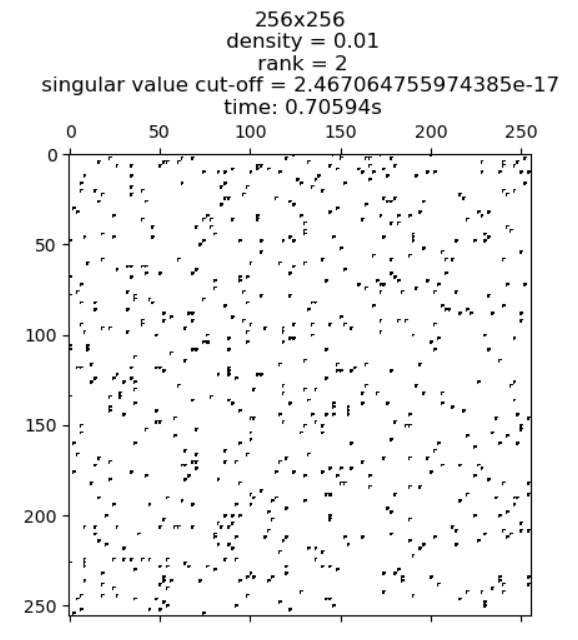 256x256
density = 0.01
rank = 2
singular value cut-off = 2.467064755974385e-17
time: 0.70594s
0 50 100 150 200 250
0
50
100
150
200
250